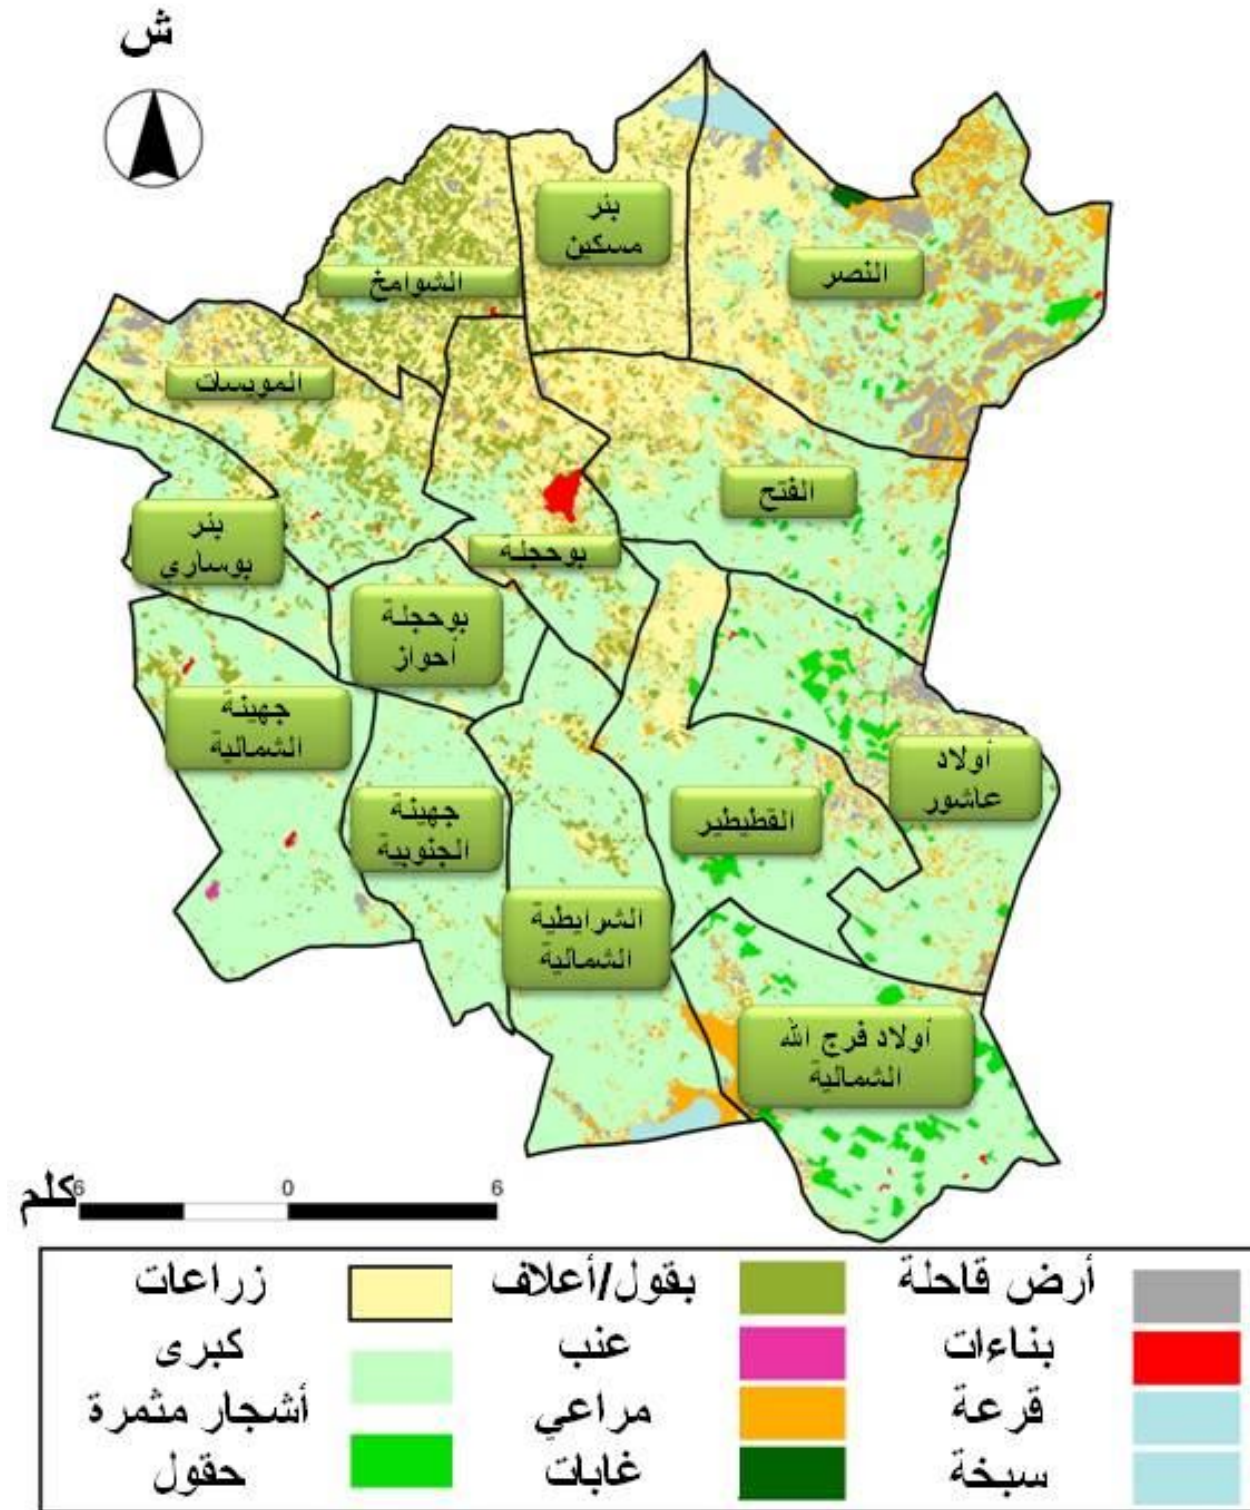 ش
بئر
مسكين
النصر
الشوامخ
المويسات
الفتح
بئر
بوساري
بوحجلة
بوحجلة
أحواز
جهينة
الشمالية
أولاد
عاشور
جهينة
الجنوبية
القطيطير
الشرايطية
الشمالية
أولاد فرج الله
الشمالية
كلم 6 0 6
أرض قاحلة
بناءات
قرعة
سبخة
بقول/أعلاف
عنب
مراعي
غابات
زراعات
كبرى
أشجار مثمرة
حقول